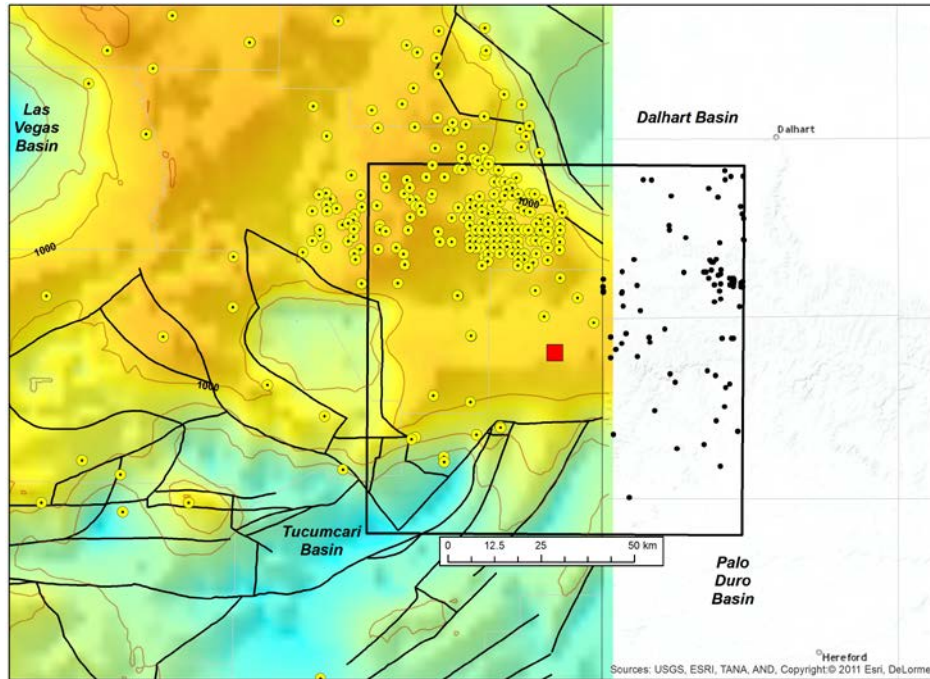 Las
Vegas
Basin
Dalhart Basin
Dalhart
1000
1000
1000
Tucumcari
Basin
0 12.5 25 50 km
Palo
Duro
Basin
Hereford
Sources: USGS, ESRI, TANA, AND, Copyright:© 2011 Esri, DeLorme